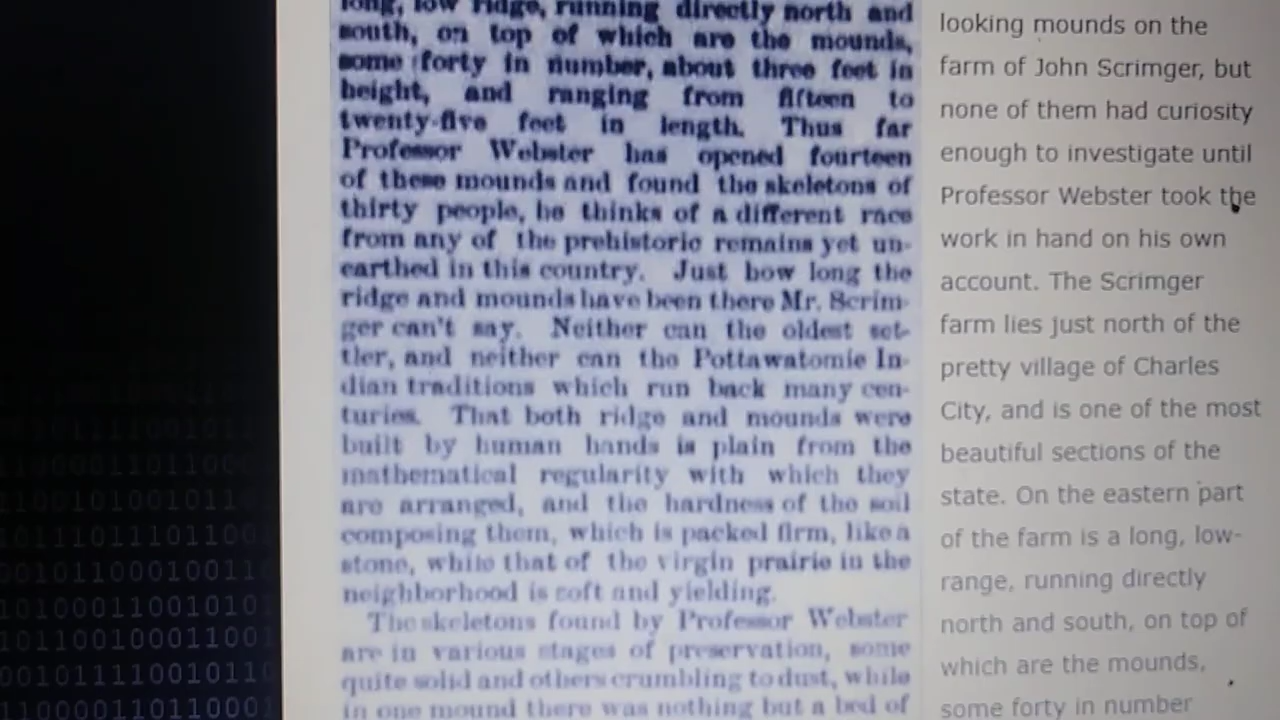 long, low ridge, running directly north and
south, on top of which are the mounds,
some forty in number, about three feet in
height, and ranging from fifteen to
twenty-five feet in length. Thus far
Professor Webster has opened fourteen
of these mounds and found the skeletons of
thirty people, he thinks of a different race
from any of the prehistoric remains yet un-
earthed in this country. Just how long the
ridge and mounds have been there Mr. Scrim-
ger can't say. Neither can the oldest set-
tler, and neither can the Pottawatomie In-
dian traditions which run back many cen-
turies. That both ridge and mounds were
built by human hands is plain from the
mathematical regularity with which they
are arranged, and the hardness of the soil
composing them, which is packed firm, like a
stone, while that of the virgin prairie in the
neighborhood is soft and yielding.
The skeletons found by Professor Webster
are in various stages of preservation, some
quite solid and others crumbling to dust, while
in one mound there was nothing but a bed of
looking mounds on the
farm of John Scrimger, but
none of them had curiosity
enough to investigate until
Professor Webster took the
work in hand on his own
account. The Scrimger
farm lies just north of the
pretty village of Charles
City, and is one of the most
beautiful sections of the
state. On the eastern part
of the farm is a long, low-
range, running directly
north and south, on top of
which are the mounds,
some forty in number